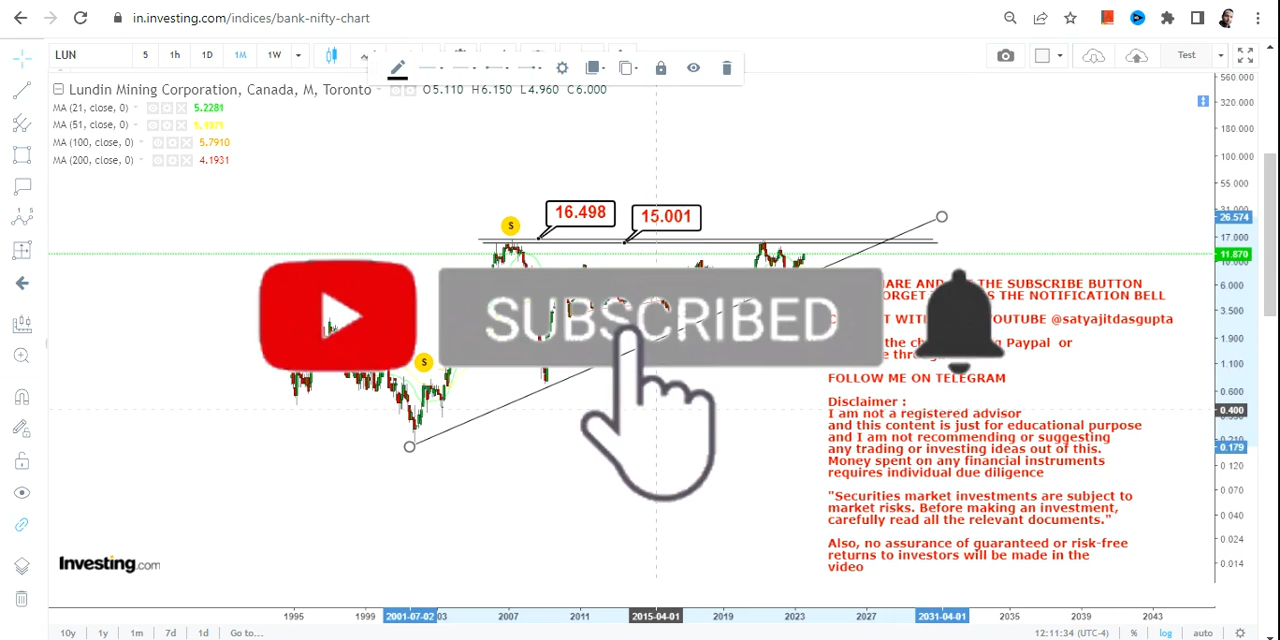 in.investing.com/indices/bank-nifty-chart
LUN 5 1h 1D 1M 1W Test
Lundin Mining Corporation, Canada, M, Toronto O5.110 H6.150 L4.960 C6.000
MA (21, close, 0) 5.2281
MA (51, close, 0)
MA (100, close, 0) 5.7910
MA (200, close, 0) 4.1931
560.000
320.000
180.000
100.000
55.000
26.574
17.000
11.870
6.000
3.500
1.900
1.100
0.600
0.400
0.179
0.120
0.070
0.040
0.024
0.014
16.498 15.001
$
$
SUBSCRIBED
ARE AND THE SUBSCRIBE BUTTON
ORGET THE NOTIFICATION BELL
T WITH YOUTUBE @satyajitdasgupta
the Paypal or
e
FOLLOW ME ON TELEGRAM
Disclaimer :
I am not a registered advisor
and this content is just for educational purpose
and I am not recommending or suggesting
any trading or investing ideas out of this.
Money spent on any financial instruments
requires individual due diligence
"Securities market investments are subject to
market risks. Before making an investment,
carefully read all the relevant documents."
Also, no assurance of guaranteed or risk-free
returns to investors will be made in the
video
Investing.com
1995 1999 2001-07-02 03 2007 2011 2015-04-01 2019 2023 2027 2031-04-01 2035 2039 2043
10y 1y 1m 7d 1d Go to... 12:11:34 (UTC-4) % log auto